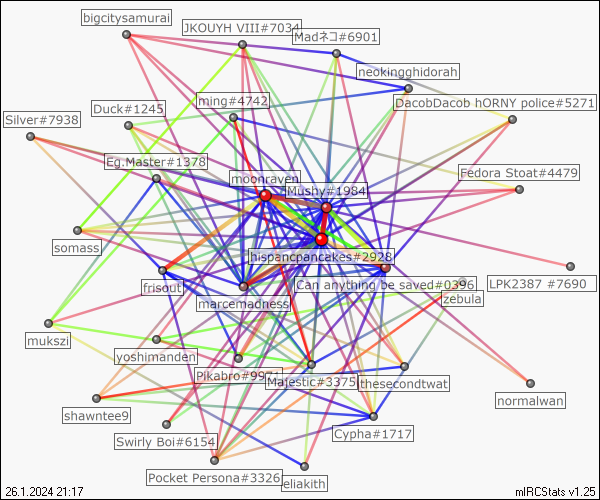 bigcitysamurai
JKOUYH VIII#7034
Madネコ#6901
neokingghidorah
Duck#1245
ming#4742
DacobDacob hORNY police#5271
Silver#7938
Eg.Master#1378
moonraven
Mushy#1984
Fedora Stoat#4479
somass
hispancpancakes#2928
frisout
Can anything be saved#0396
LPK2387 #7690
marcemadness
zebula
mukszi
yoshimanden
Pikabro#9971
Majestic#3375
thesecondtwat
normalwan
shawntee9
Swirly Boi#6154
Cypha#1717
Pocket Persona#3326
eliakith
26.1.2024 21:17
mIRCStats v1.25